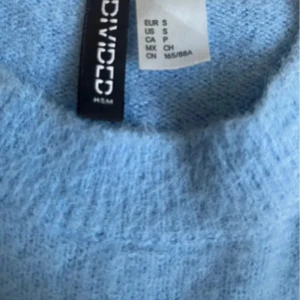 DIVIDED
H&M
EUR S
US S
CA P
MX CH
CN 165/88A